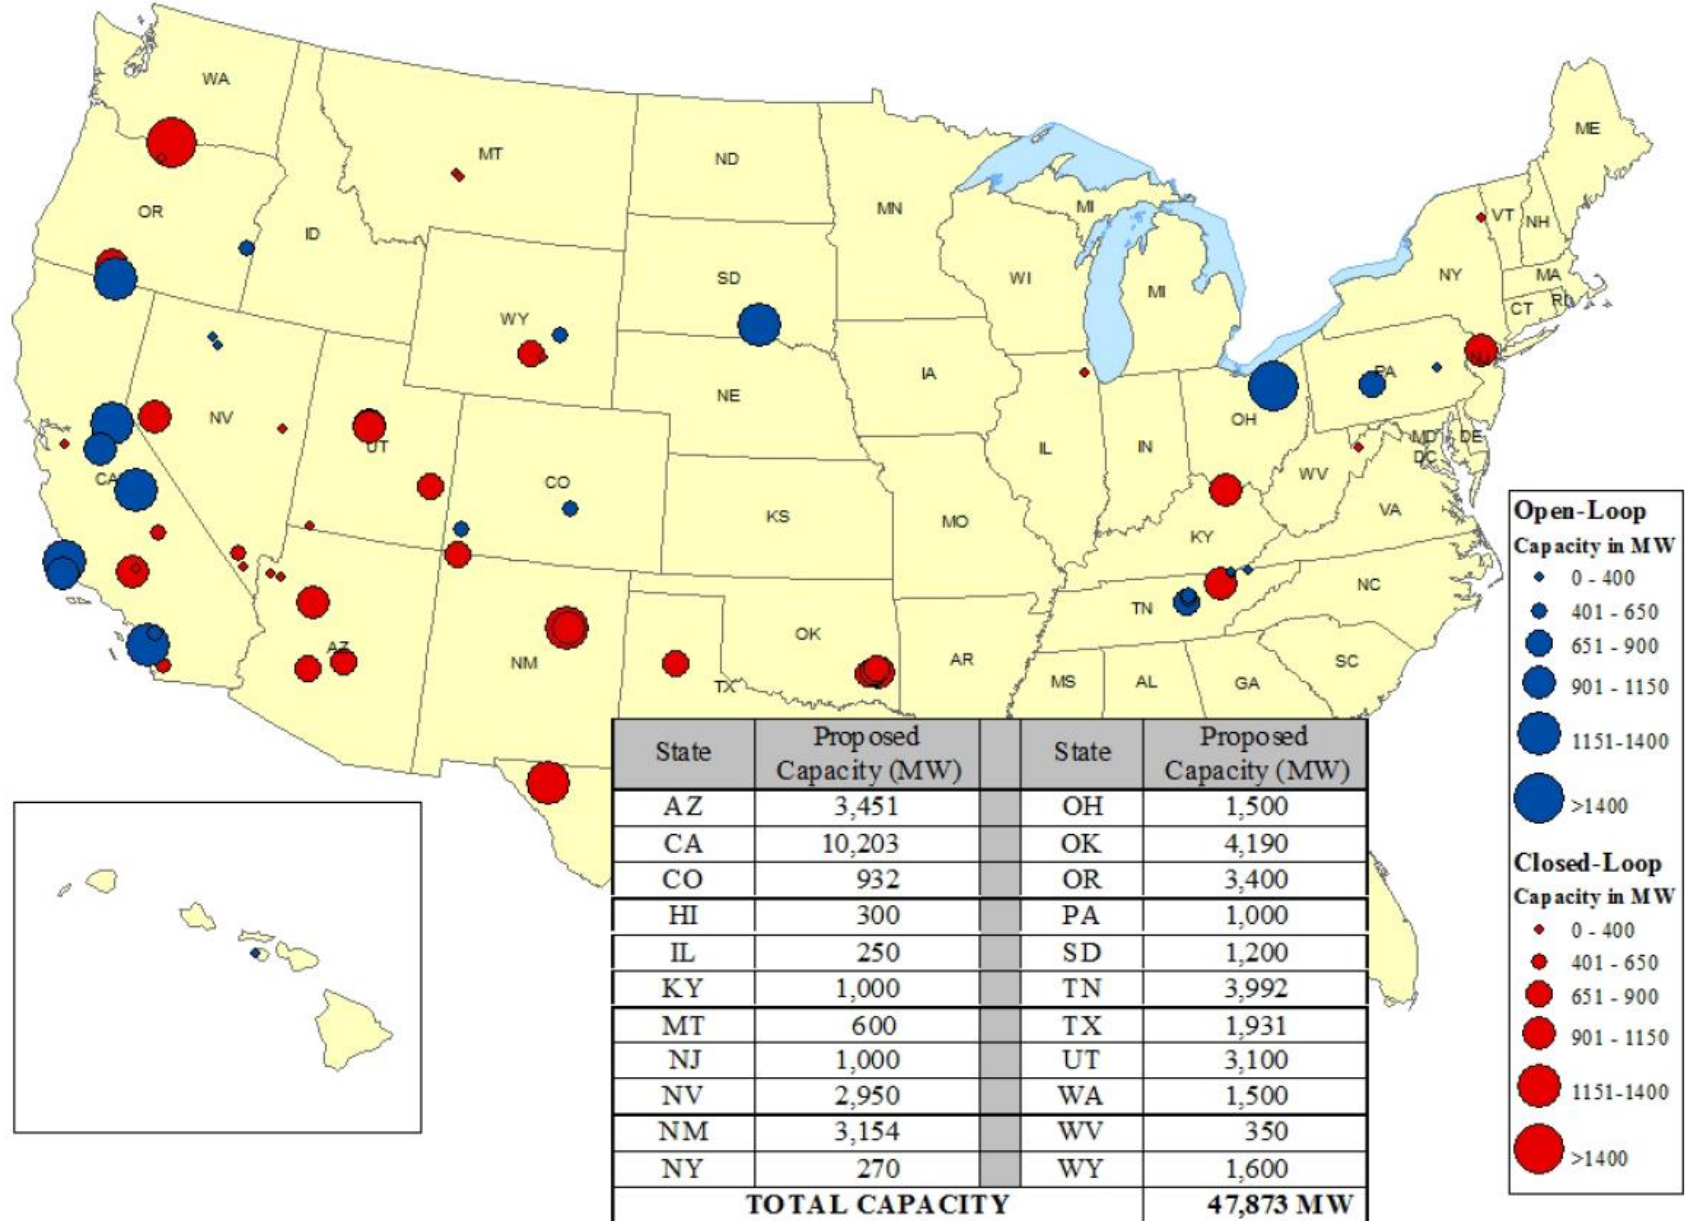 WA
MT
ND
ME
OR
ID
MN
MI
VT
NH
SD
WI
MI
NY
MA
WY
CT
RI
IA
PA
NJ
NE
NV
OH
UT
IL
IN
MD
DE
DC
CA
CO
WV
KS
MO
VA
KY
NC
TN
OK
AZ
NM
AR
SC
TX
MS
AL
GA
Open-Loop
Capacity in MW
0 - 400
401 - 650
651 - 900
901 - 1150
1151-1400
>1400
Closed-Loop
Capacity in MW
0 - 400
401 - 650
651 - 900
901 - 1150
1151-1400
>1400
State Proposed Capacity (MW) State Proposed Capacity (MW)
AZ 3,451 OH 1,500
CA 10,203 OK 4,190
CO 932 OR 3,400
HI 300 PA 1,000
IL 250 SD 1,200
KY 1,000 TN 3,992
MT 600 TX 1,931
NJ 1,000 UT 3,100
NV 2,950 WA 1,500
NM 3,154 WV 350
NY 270 WY 1,600
TOTAL CAPACITY 47,873 MW